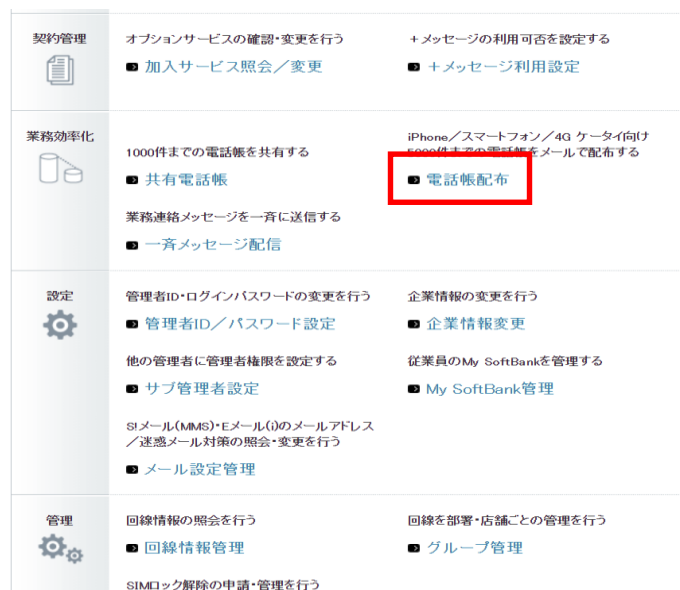 契約管理
オプションサービスの確認・変更を行う
加入サービス照会／変更
+メッセージの利用可否を設定する
+メッセージ利用設定
業務効率化
1000件までの電話帳を共有する
共有電話帳
iPhone／スマートフォン／4G ケータイ向け
5000件までの電話帳をメールで配布する
電話帳配布
業務連絡メッセージを一斉に送信する
一斉メッセージ配信
設定
管理者ID・ログインパスワードの変更を行う
管理者ID／パスワード設定
企業情報の変更を行う
企業情報変更
他の管理者に管理者権限を設定する
サブ管理者設定
従業員のMy SoftBankを管理する
My SoftBank管理
S!メール(MMS)・Eメール(i)のメールアドレス
／迷惑メール対策の照会・変更を行う
メール設定管理
管理
回線情報の照会を行う
回線情報管理
回線を部署・店舗ごとの管理を行う
グループ管理
SIMロック解除の申請・管理を行う